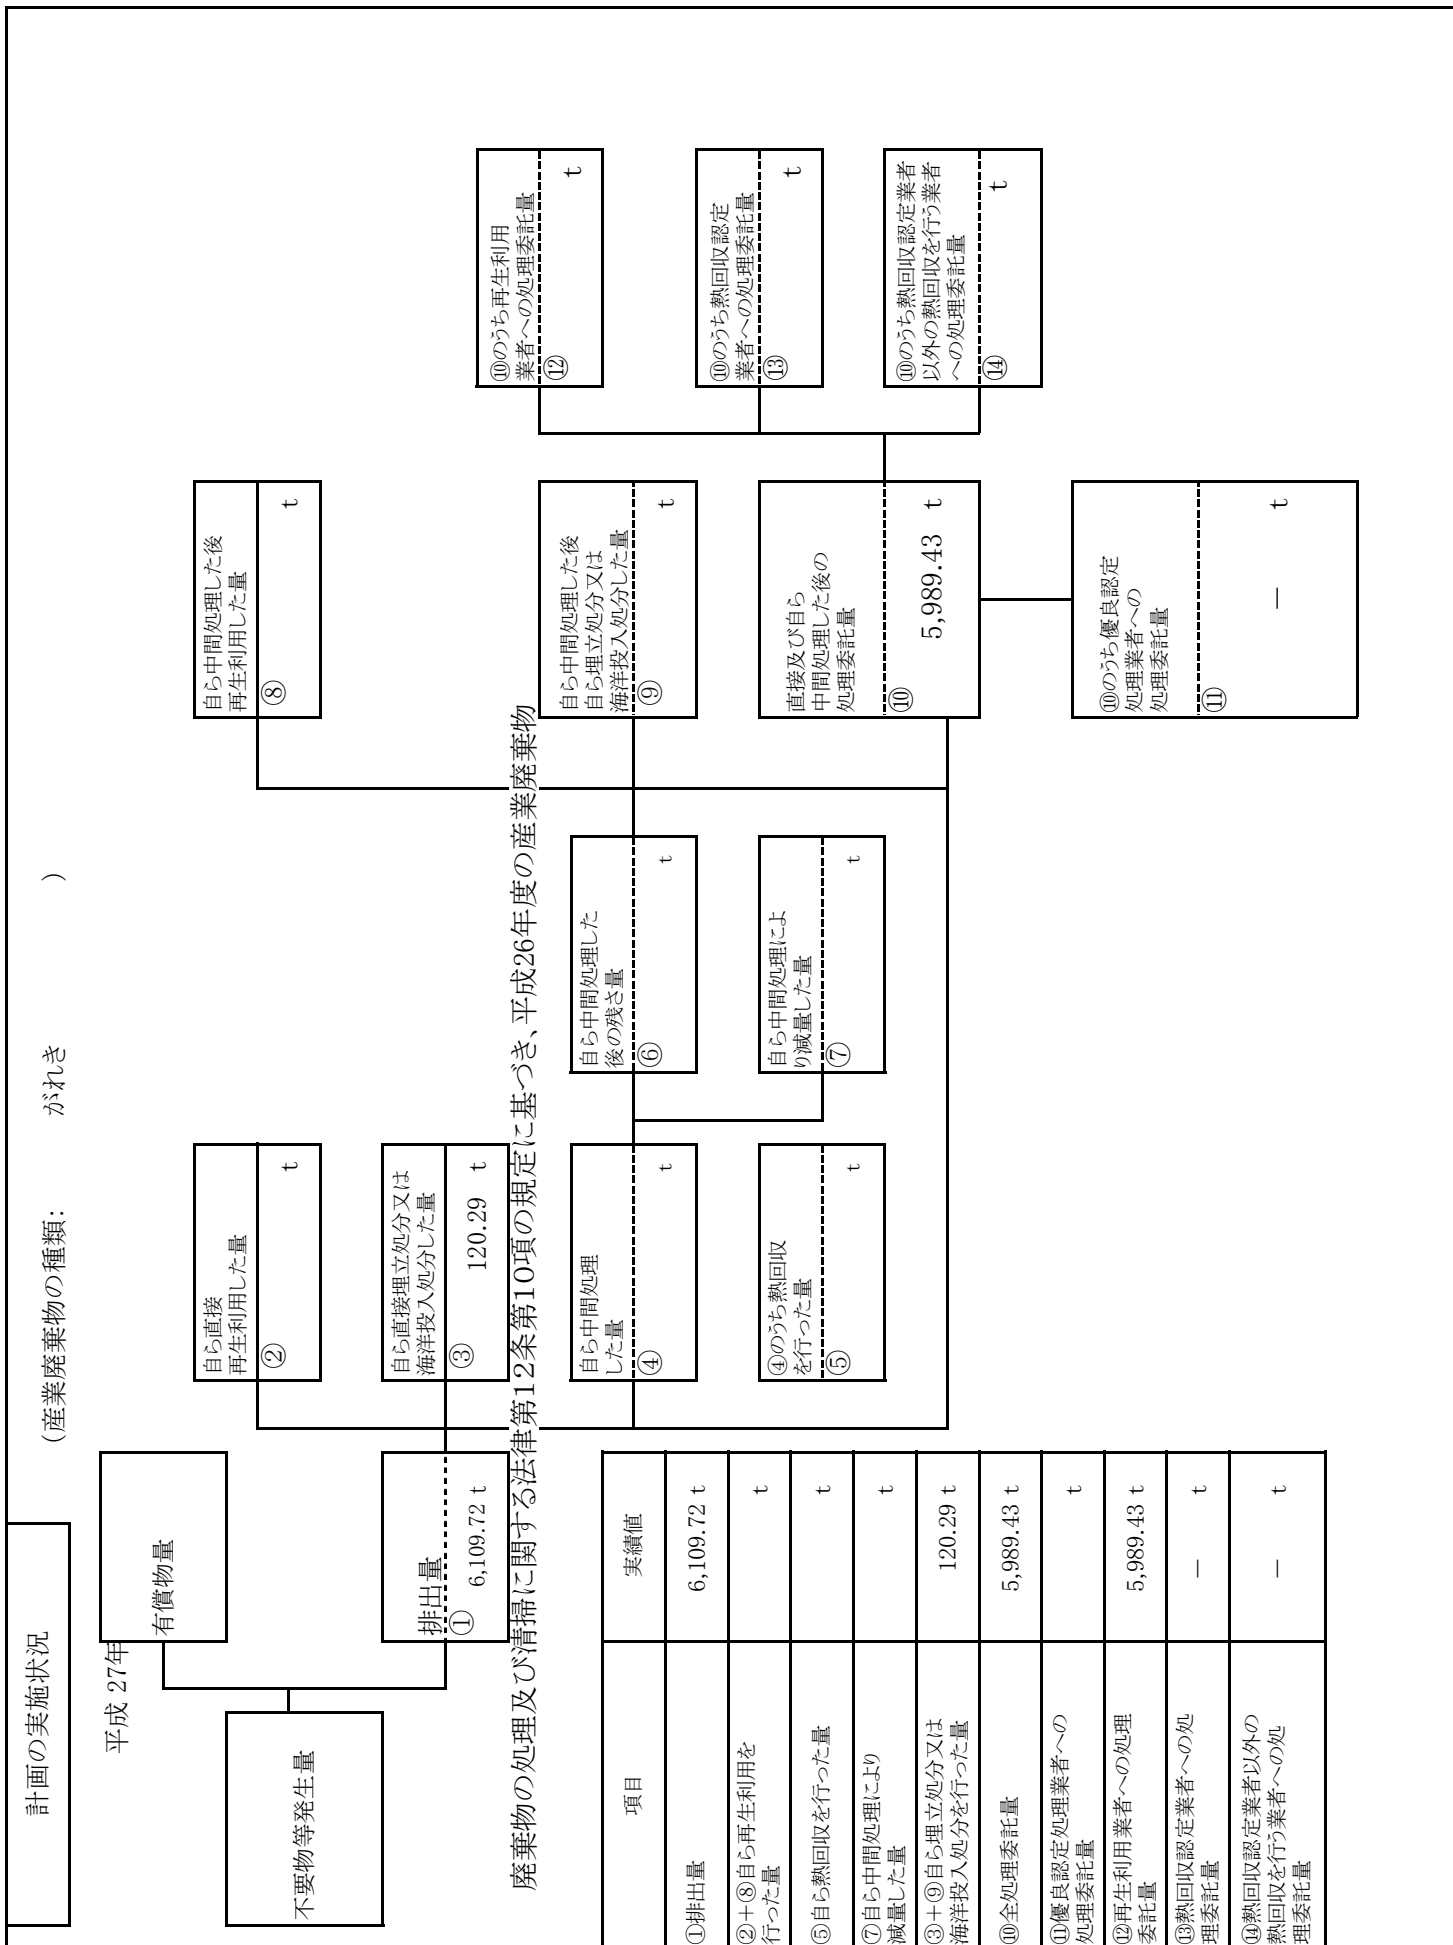 計画の実施状況
(産業廃棄物の種類：　　がれき　　　　)
平成 27年
不要物等発生量
有償物量
排出量
①
6,109.72 t
自ら直接
再生利用した量
②
t
自ら直接埋立処分又は
海洋投入処分した量
③
120.29 t
自ら中間処理
した量
④
t
④のうち熱回収
を行った量
⑤
t
自ら中間処理した
後の残さ量
⑥
t
自ら中間処理によ
り減量した量
⑦
t
自ら中間処理した後
再生利用した量
⑧
t
自ら中間処理した後
自ら埋立処分又は
海洋投入処分した量
⑨
t
直接及び自ら
中間処理した後の
処理委託量
⑩
5,989.43 t
⑩のうち優良認定
処理業者への
処理委託量
⑪
－ t
⑩のうち再生利用
業者への処理委託量
⑫
t
⑩のうち熱回収認定
業者への処理委託量
⑬
t
⑩のうち熱回収認定業者
以外の熱回収を行う業者
への処理委託量
⑭
t
廃棄物の処理及び清掃に関する法律第12条第10項の規定に基づき、平成26年度の産業廃棄物
項目
実績値
①排出量
6,109.72 t
②＋⑧自ら再生利用を
行った量
t
⑤自ら熱回収を行った量
t
⑦自ら中間処理により
減量した量
t
③＋⑨自ら埋立処分又は
海洋投入処分を行った量
120.29 t
⑩全処理委託量
5,989.43 t
⑪優良認定処理業者への
処理委託量
t
⑫再生利用業者への処理
委託量
5,989.43 t
⑬熱回収認定業者への処
理委託量
－ t
⑭熱回収認定業者以外の
熱回収を行う業者への処
理委託量
－ t